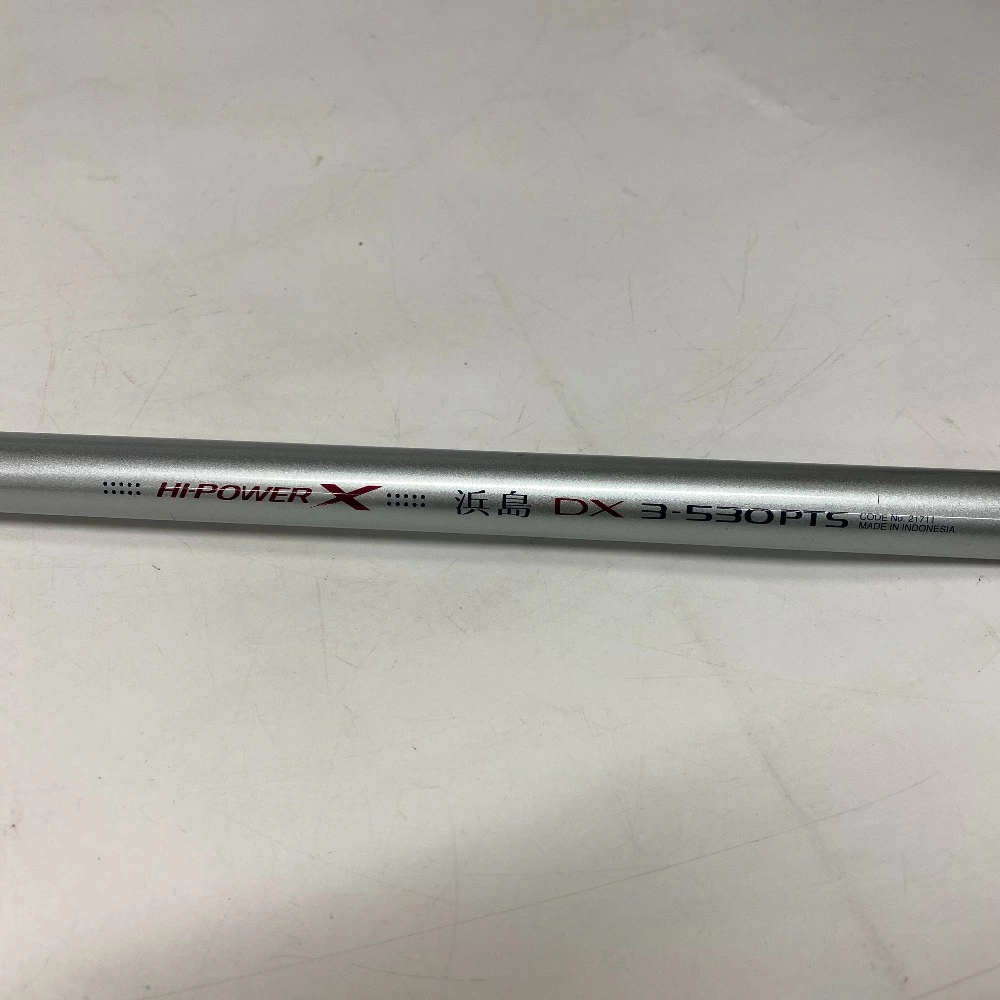 HI-POWER X 浜島 DX 3-530PTS
CODE No. 21711
MADE IN INDONESIA